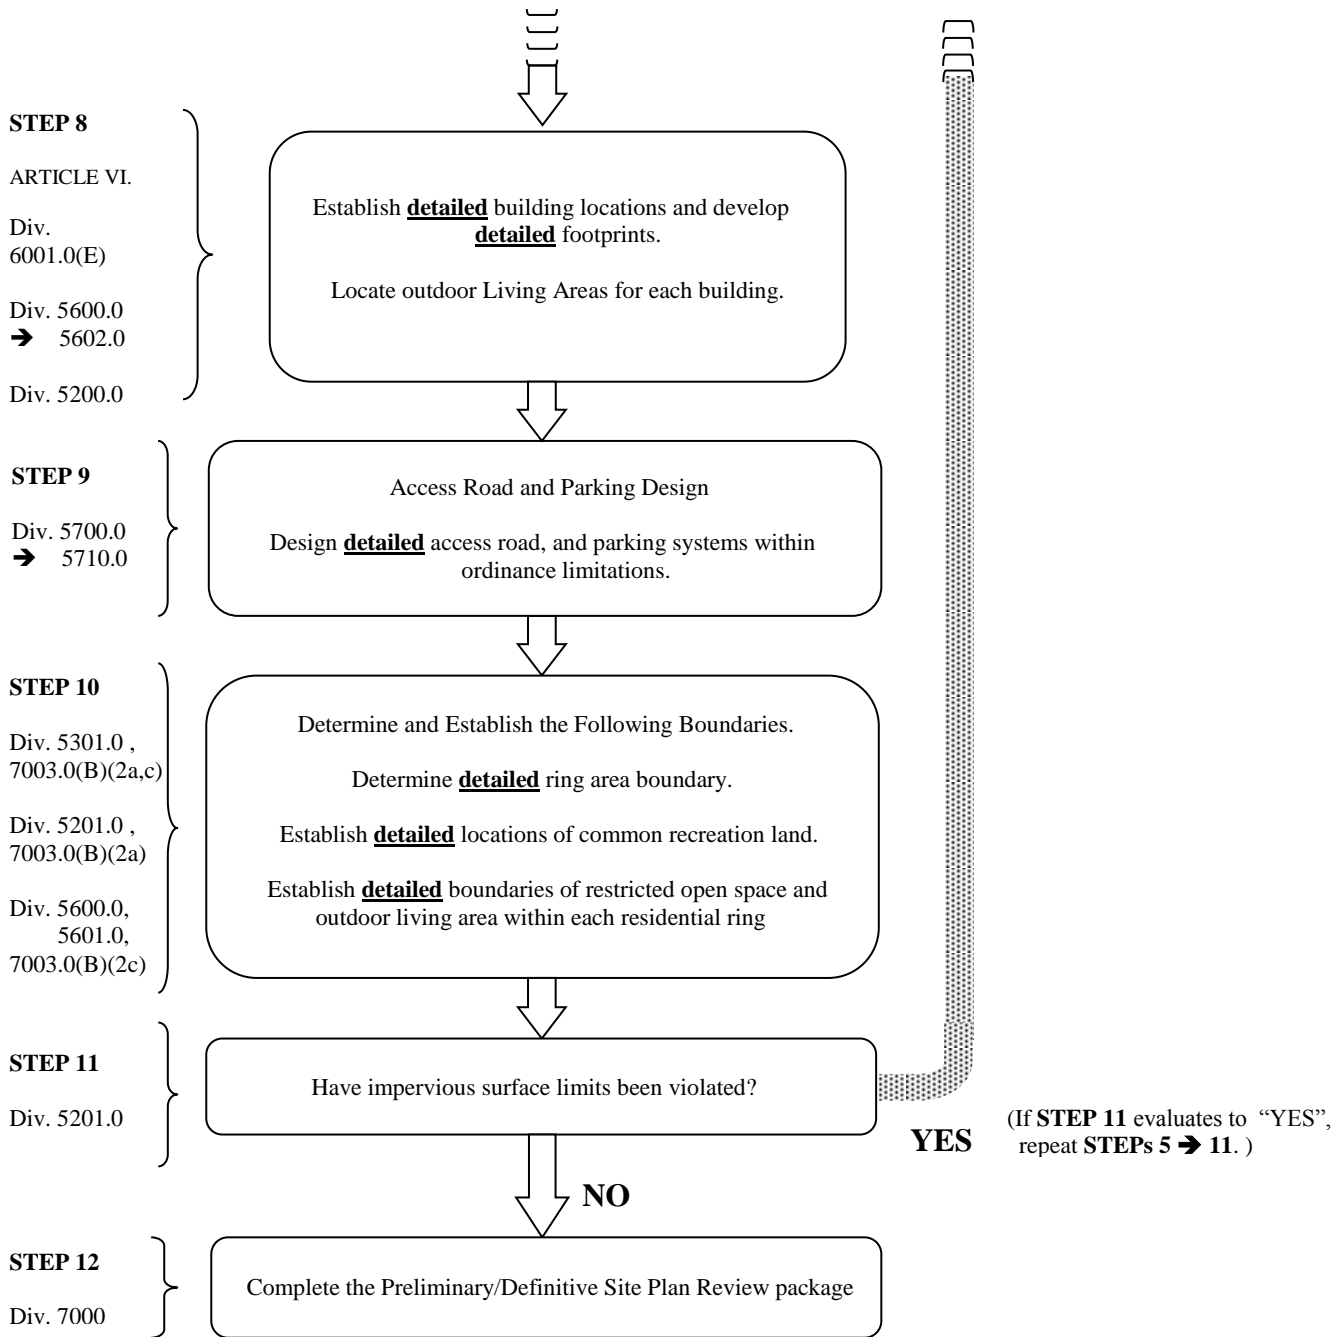 STEP 8
ARTICLE VI.
Div.
6001.0(E)
Div. 5600.0
➔ 5602.0
Div. 5200.0
Establish detailed building locations and develop
detailed footprints.
Locate outdoor Living Areas for each building.
STEP 9
Div. 5700.0
➔ 5710.0
Access Road and Parking Design
Design detailed access road, and parking systems within
ordinance limitations.
STEP 10
Div. 5301.0 ,
7003.0(B)(2a,c)
Div. 5201.0 ,
7003.0(B)(2a)
Div. 5600.0,
5601.0,
7003.0(B)(2c)
Determine and Establish the Following Boundaries.
Determine detailed ring area boundary.
Establish detailed locations of common recreation land.
Establish detailed boundaries of restricted open space and
outdoor living area within each residential ring
STEP 11
Div. 5201.0
Have impervious surface limits been violated?
YES
(If STEP 11 evaluates to “YES”,
repeat STEPs 5 ➔ 11. )
NO
STEP 12
Div. 7000
Complete the Preliminary/Definitive Site Plan Review package